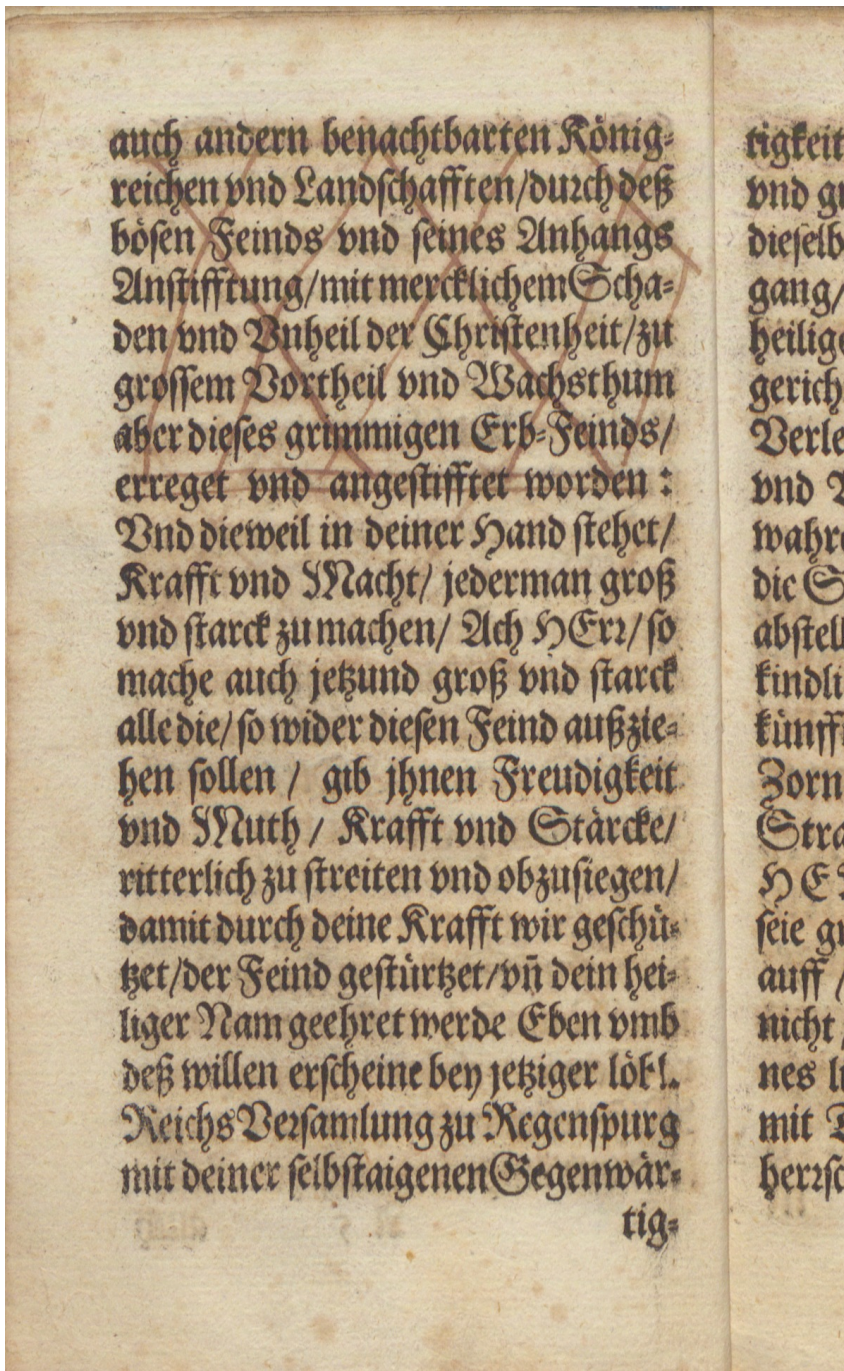 auch andern benachtbarten König-
reichen vnd Landschafften/durch deß
bösen Feinds vnd seines Anhangs
Anstifftung/mit mercklichem Scha-
den vnd Vnheil der Christenheit/zu
grossem Vortheil vnd Wachsthum
aber dieses grimmigen Erb-Feinds/
erreget vnd angestifftet worden:
Vnd dieweil in deiner Hand stehet/
Krafft vnd Macht/ jederman groß
vnd starck zu machen/ Ach HErr/ so
mache auch jetzund groß vnd starck
alle die/ so wider diesen Feind außzie-
hen sollen / gib jhnen Freudigkeit
vnd Muth / Krafft vnd Stärcke/
ritterlich zu streiten vnd obzusiegen/
damit durch deine Krafft wir geschü-
tzet/der Feind gestürtzet/vn̄ dein hei-
liger Nam geehret werde Eben vmb
deß willen erscheine bey jetziger löbl.
Reichs Versamlung zu Regenspurg
mit deiner selbstaigenen Gegenwär-
tig-
tigkeit
vnd gr
dieselb
gang/
heilige
gerich
Verle
vnd
wahre
die S
abstell
kindli
künfft
Zorn
Stra
HE
seie gr
auff /
nicht
nes l
mit
herrsc